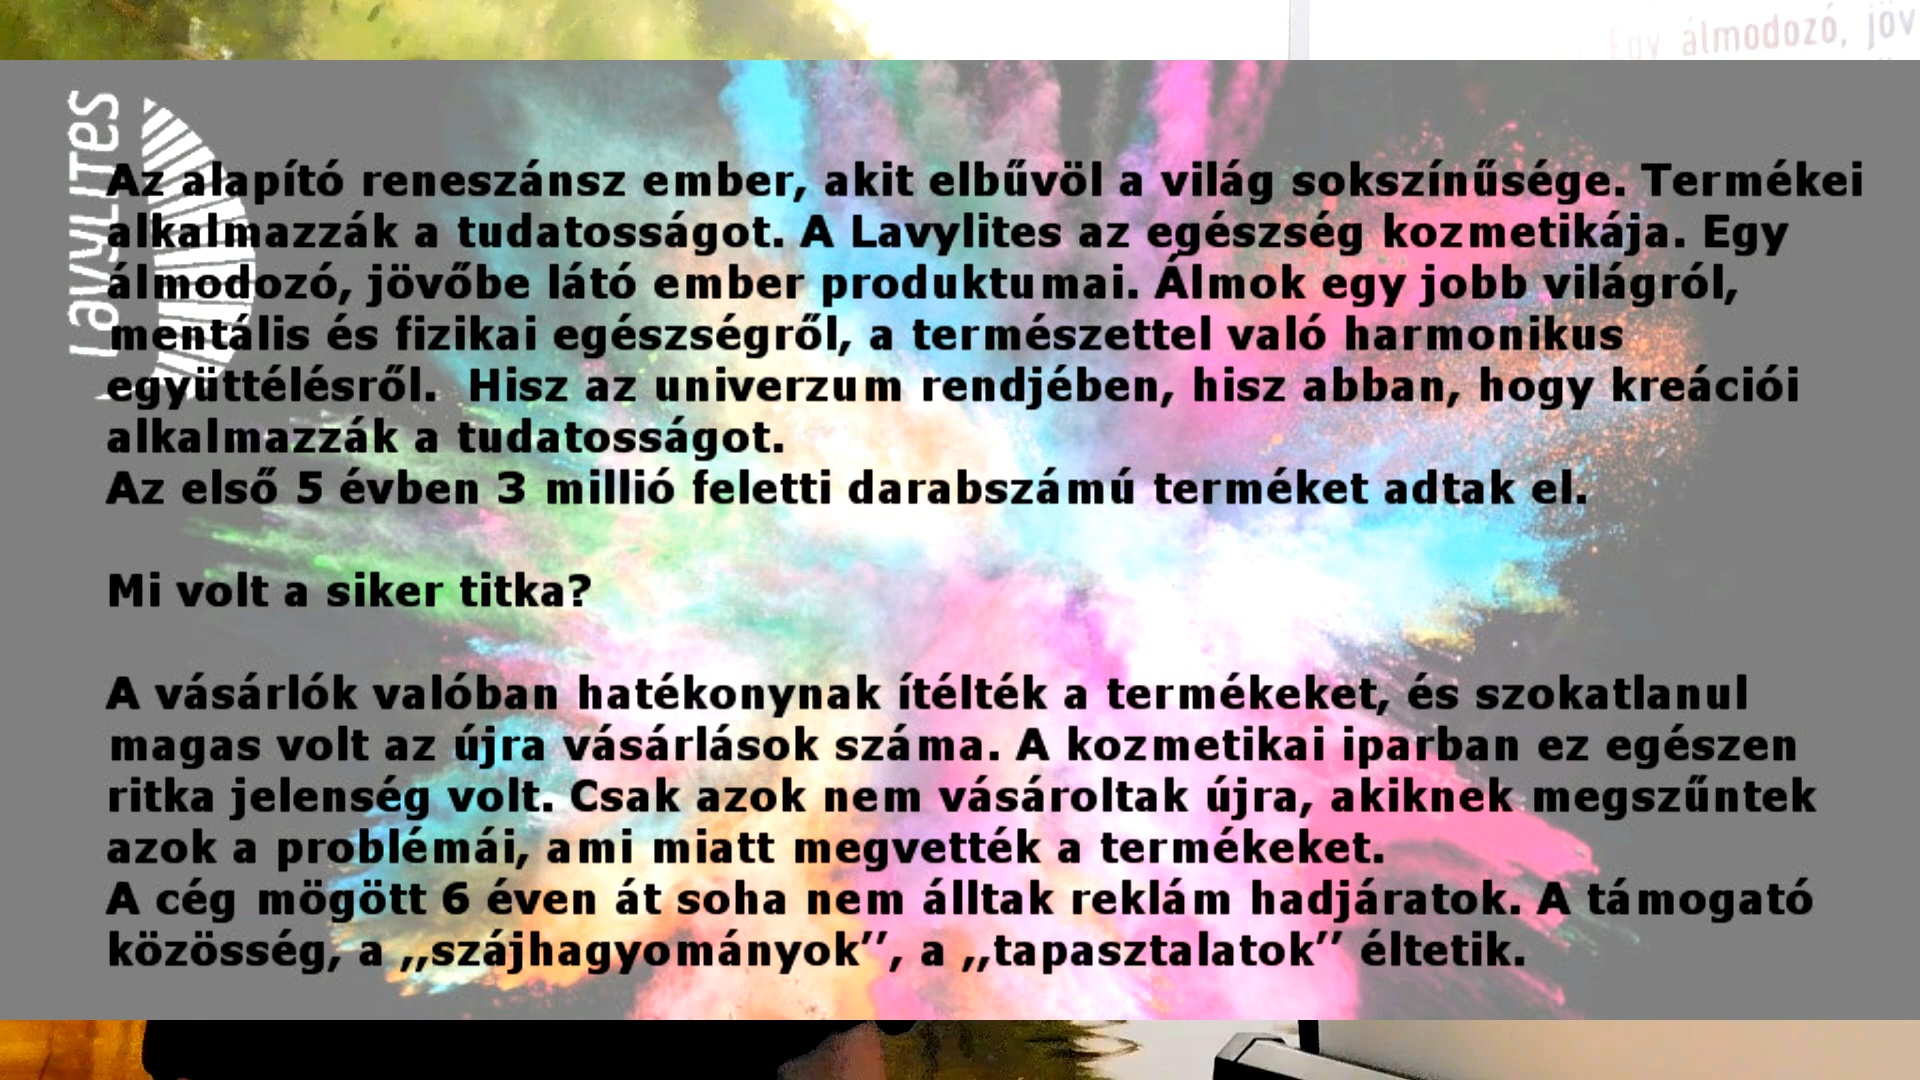 Egy álmodozó, jöv
Lavylites
Az alapító reneszánsz ember, akit elbűvöl a világ sokszínűsége. Termékei
alkalmazzák a tudatosságot. A Lavylites az egészség kozmetikája. Egy
álmodozó, jövőbe látó ember produktumai. Álmok egy jobb világról,
mentális és fizikai egészségről, a természettel való harmonikus
együttélésről.  Hisz az univerzum rendjében, hisz abban, hogy kreációi
alkalmazzák a tudatosságot.
Az első 5 évben 3 millió feletti darabszámú terméket adtak el.
Mi volt a siker titka?
A vásárlók valóban hatékonynak ítélték a termékeket, és szokatlanul
magas volt az újra vásárlások száma. A kozmetikai iparban ez egészen
ritka jelenség volt. Csak azok nem vásároltak újra, akiknek megszűntek
azok a problémái, ami miatt megvették a termékeket.
A cég mögött 6 éven át soha nem álltak reklám hadjáratok. A támogató
közösség, a ,,szájhagyományok’’, a ,,tapasztalatok’’ éltetik.